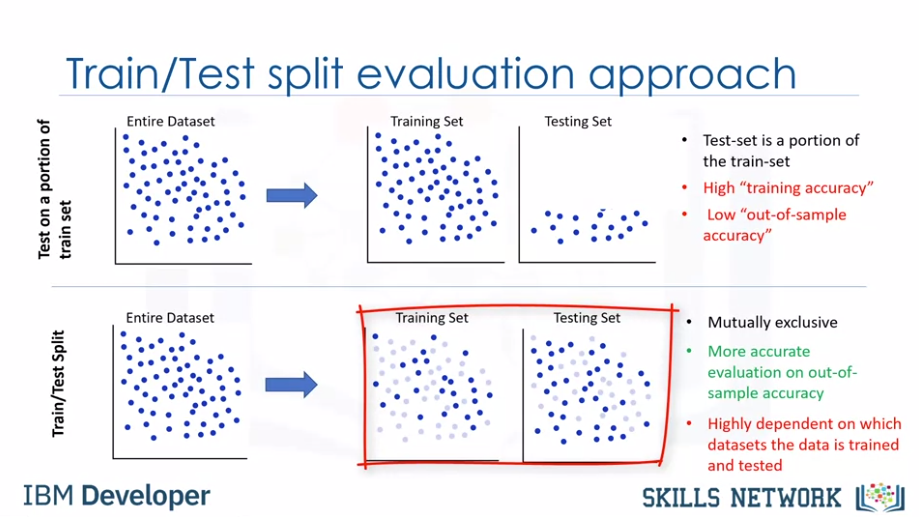 Train/Test split evaluation approach
Test on a portion of
train set
Entire Dataset
Training Set
Testing Set
• Test-set is a portion of
the train-set
• High “training accuracy”
• Low “out-of-sample
accuracy”
Train/Test Split
Entire Dataset
Training Set
Testing Set
• Mutually exclusive
• More accurate
evaluation on out-of-
sample accuracy
• Highly dependent on which
datasets the data is trained
and tested
IBM Developer
SKILLS NETWORK